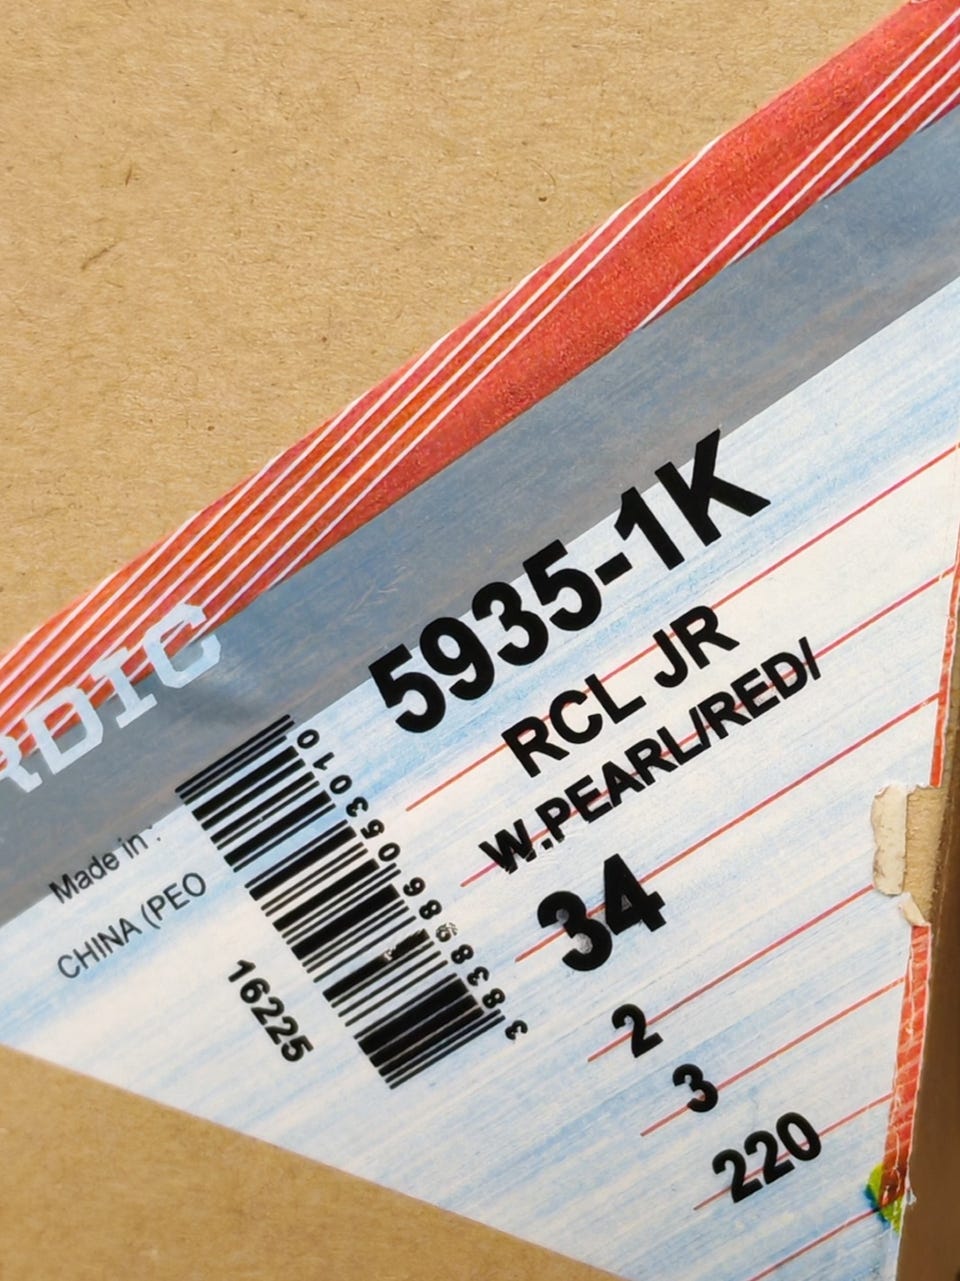 RDIC
5935-1K
RCL JR
W.PEARL/RED/
34
2
3
220
Made in :
CHINA (PEO
16225